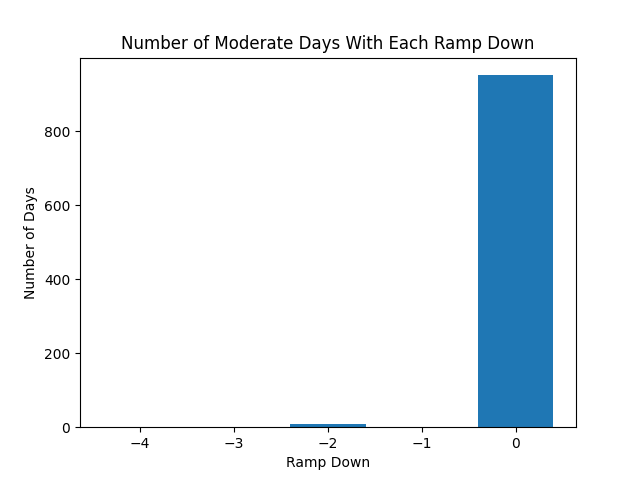 Number of Moderate Days With Each Ramp Down
Number of Days
800
600
400
200
0
−4 −3 −2 −1 0
Ramp Down